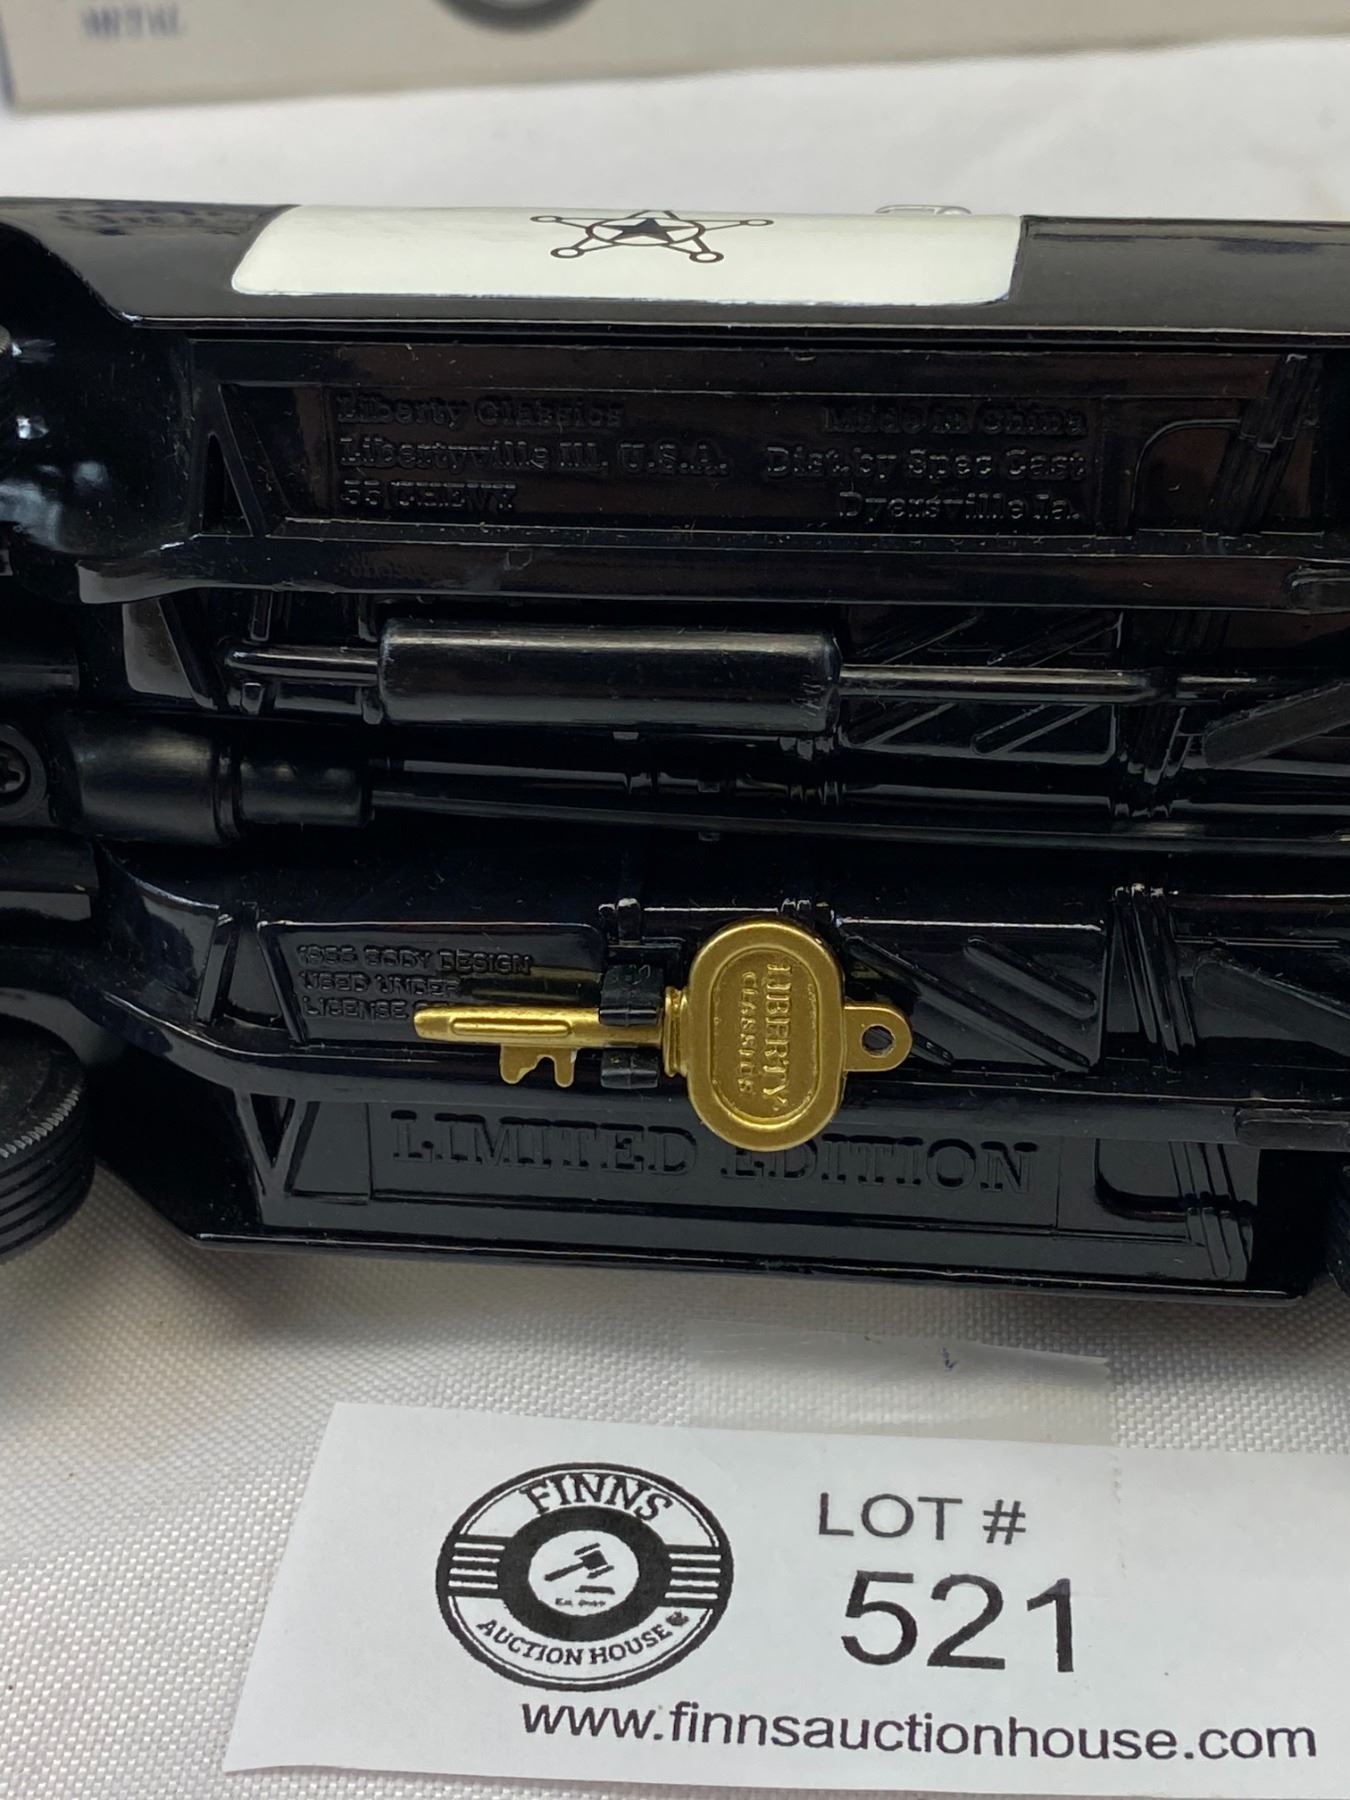 METAL
Liberty Classics
Libertyville Ill, U.S.A.
55 CHEVY
Made in China
Dist. by Spec Cast
Dyersville Ia.
BODY DESIGN
USED UNDER
LICENSE
LIBERTY
CLASSICS
LIMITED EDITION
FINNS
AUCTION HOUSE
LOT #
521
www.finnsauctionhouse.com